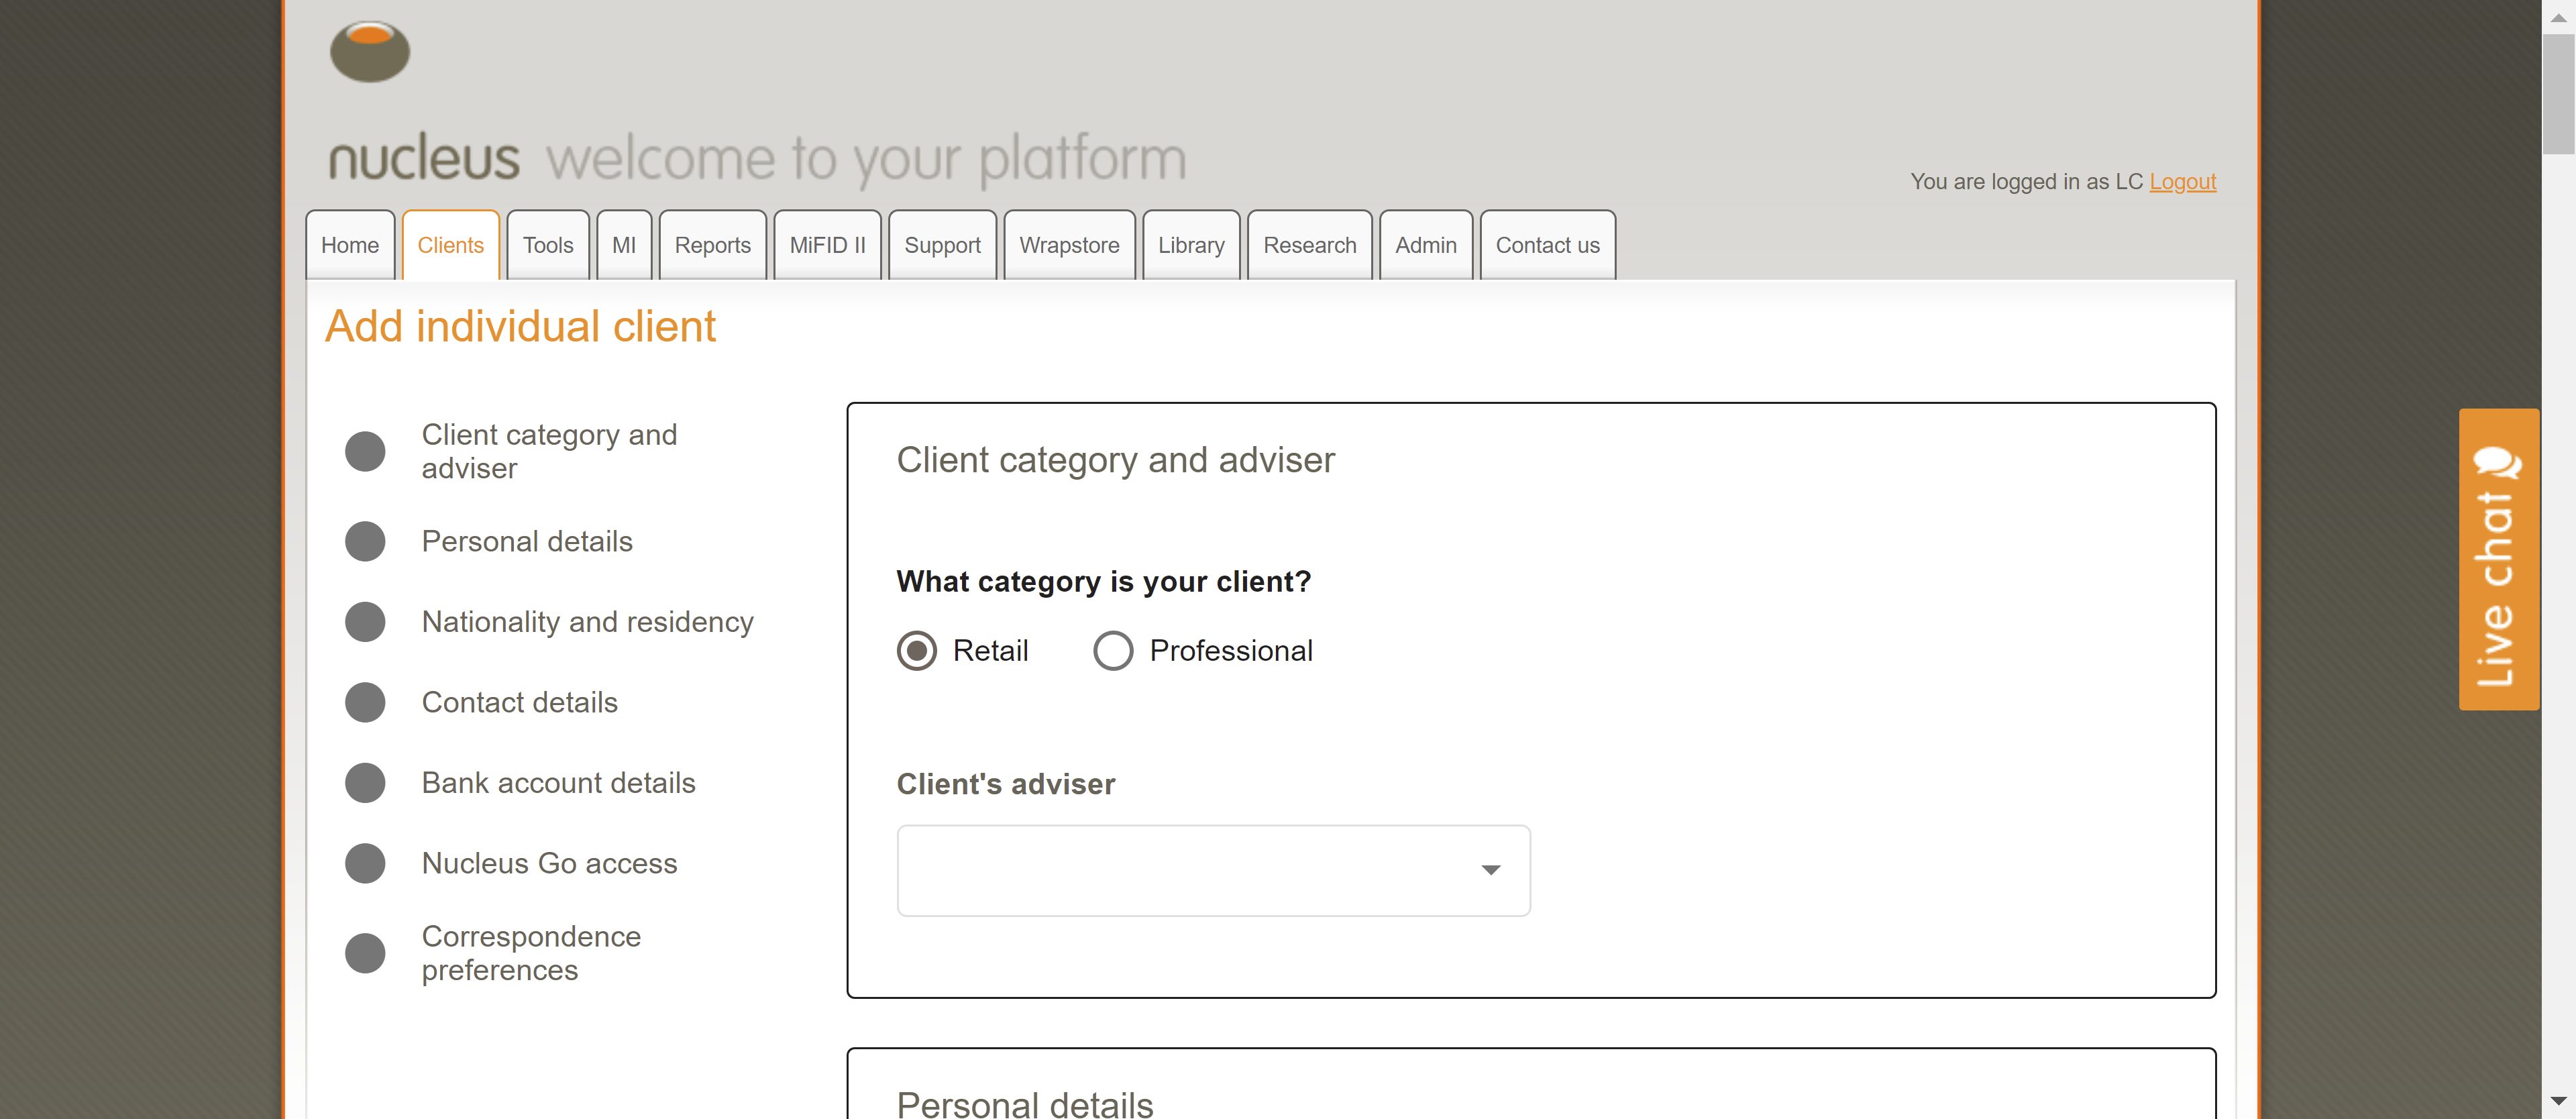 nucleus welcome to your platform
You are logged in as LC Logout
Home Clients Tools MI Reports MiFID II Support Wrapstore Library Research Admin Contact us
Add individual client
Client category and
adviser
Personal details
Nationality and residency
Contact details
Bank account details
Nucleus Go access
Correspondence
preferences
Client category and adviser
What category is your client?
Retail Professional
Client's adviser
Personal details
Live chat